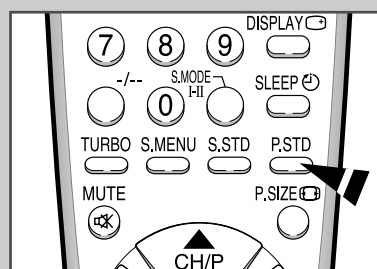 DISPLAY
7 8 9
-/-- S.MODE SLEEP
I-II
0
TURBO S.MENU S.STD P.STD
MUTE P.SIZE
CH/P